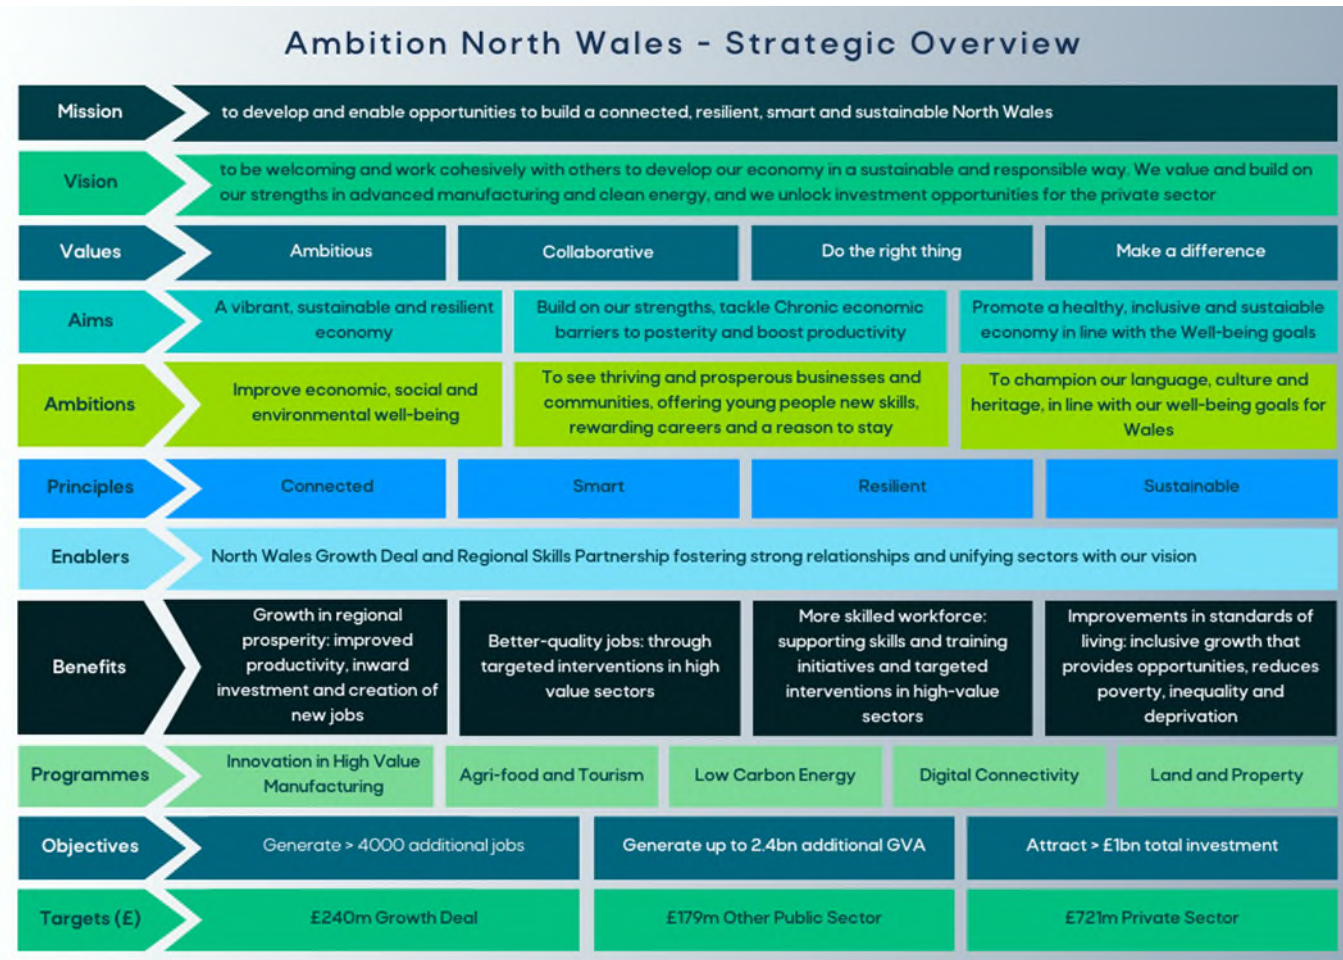 Ambition North Wales - Strategic Overview
Mission
to develop and enable opportunities to build a connected, resilient, smart and sustainable North Wales
Vision
to be welcoming and work cohesively with others to develop our economy in a sustainable and responsible way. We value and build on
our strengths in advanced manufacturing and clean energy, and we unlock investment opportunities for the private sector
Values
Ambitious
Collaborative
Do the right thing
Make a difference
Aims
A vibrant, sustainable and resilient
economy
Build on our strengths, tackle Chronic economic
barriers to posterity and boost productivity
Promote a healthy, inclusive and sustaiable
economy in line with the Well-being goals
Ambitions
Improve economic, social and
environmental well-being
To see thriving and prosperous businesses and
communities, offering young people new skills,
rewarding careers and a reason to stay
To champion our language, culture and
heritage, in line with our well-being goals for
Wales
Principles
Connected
Smart
Resilient
Sustainable
Enablers
North Wales Growth Deal and Regional Skills Partnership fostering strong relationships and unifying sectors with our vision
Benefits
Growth in regional
prosperity: improved
productivity, inward
investment and creation of
new jobs
Better-quality jobs: through
targeted interventions in high
value sectors
More skilled workforce:
supporting skills and training
initiatives and targeted
interventions in high-value
sectors
Improvements in standards of
living: inclusive growth that
provides opportunities, reduces
poverty, inequality and
deprivation
Programmes
Innovation in High Value
Manufacturing
Agri-food and Tourism
Low Carbon Energy
Digital Connectivity
Land and Property
Objectives
Generate > 4000 additional jobs
Generate up to 2.4bn additional GVA
Attract > £1bn total investment
Targets (£)
£240m Growth Deal
£179m Other Public Sector
£721m Private Sector